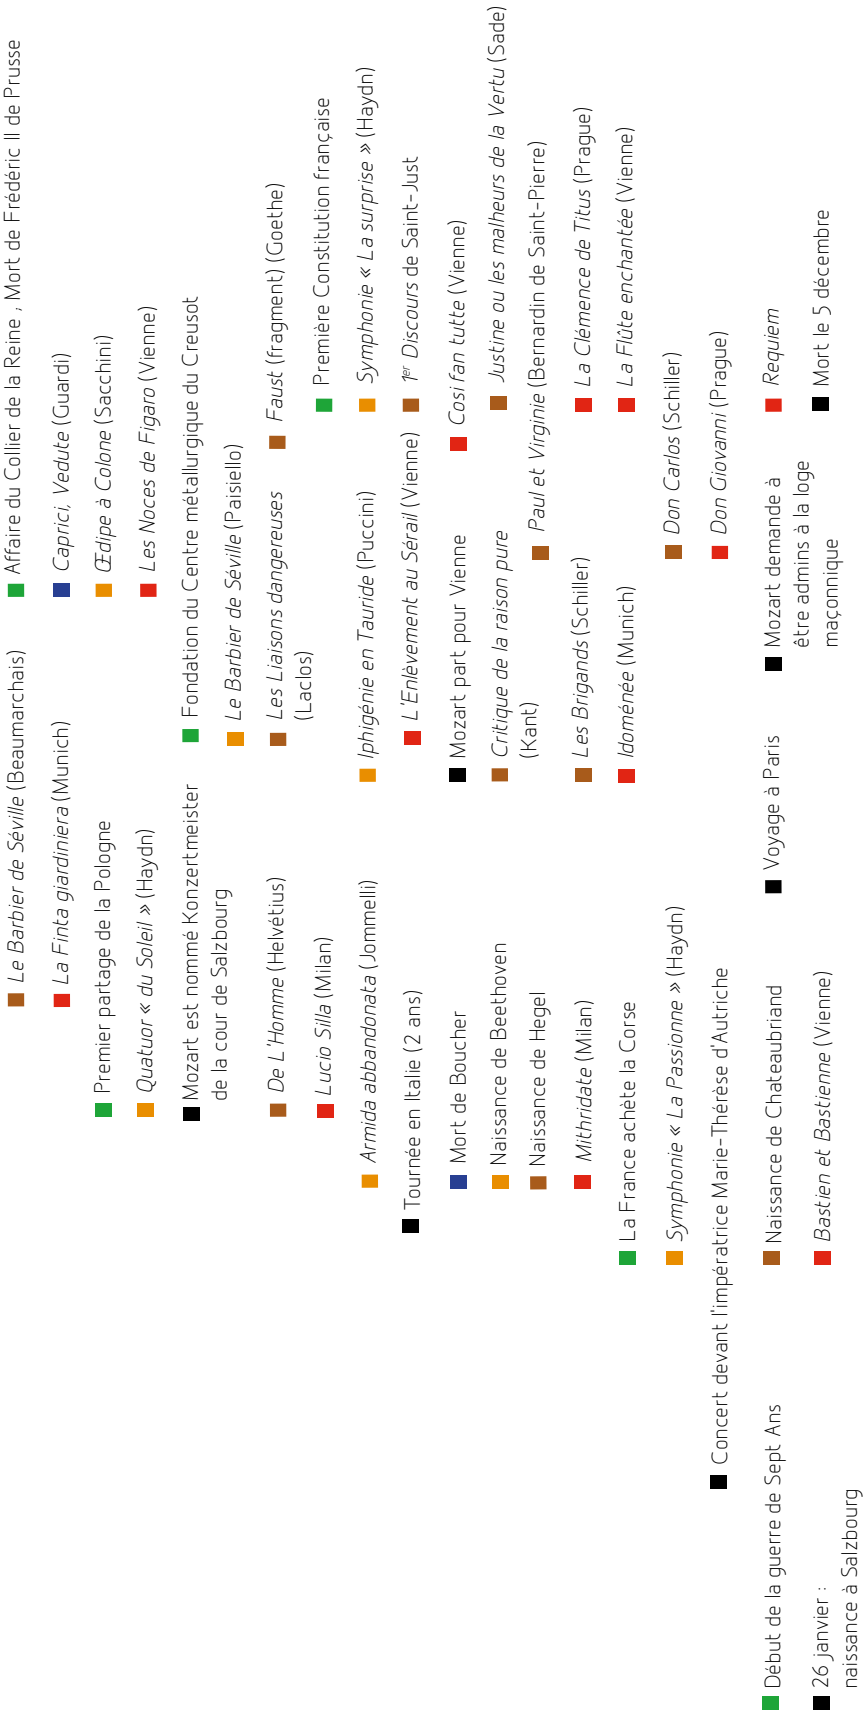 Le Barbier de Séville (Beaumarchais)
Affaire du Collier de la Reine , Mort de Frédéric II de Prusse
La Finta giardiniera (Munich)
Caprici, Vedute (Guardi)
Premier partage de la Pologne
Œdipe à Colone (Sacchini)
Quatuor « du Soleil » (Haydn)
Les Noces de Figaro (Vienne)
Mozart est nommé Konzertmeister
de la cour de Salzbourg
Fondation du Centre métallurgique du Creusot
Le Barbier de Séville (Paisiello)
De L'Homme (Helvétius)
Les Liaisons dangereuses
(Laclos)
Faust (fragment) (Goethe)
Lucio Silla (Milan)
Première Constitution française
Armida abbandonata (Jommelli)
Iphigénie en Tauride (Puccini)
Symphonie « La surprise » (Haydn)
Tournée en Italie (2 ans)
L'Enlèvement au Sérail (Vienne)
1er Discours de Saint-Just
Mort de Boucher
Mozart part pour Vienne
Cosi fan tutte (Vienne)
Naissance de Beethoven
Critique de la raison pure
(Kant)
Justine ou les malheurs de la Vertu (Sade)
Naissance de Hegel
Paul et Virginie (Bernardin de Saint-Pierre)
Mithridate (Milan)
Les Brigands (Schiller)
La Clémence de Titus (Prague)
La France achète la Corse
Idoménée (Munich)
La Flûte enchantée (Vienne)
Symphonie « La Passionne » (Haydn)
Don Carlos (Schiller)
Concert devant l'impératrice Marie-Thérèse d'Autriche
Don Giovanni (Prague)
Début de la guerre de Sept Ans
Naissance de Chateaubriand
Voyage à Paris
Mozart demande à
être admins à la loge
maçonnique
Requiem
26 janvier :
naissance à Salzbourg
Bastien et Bastienne (Vienne)
Mort le 5 décembre